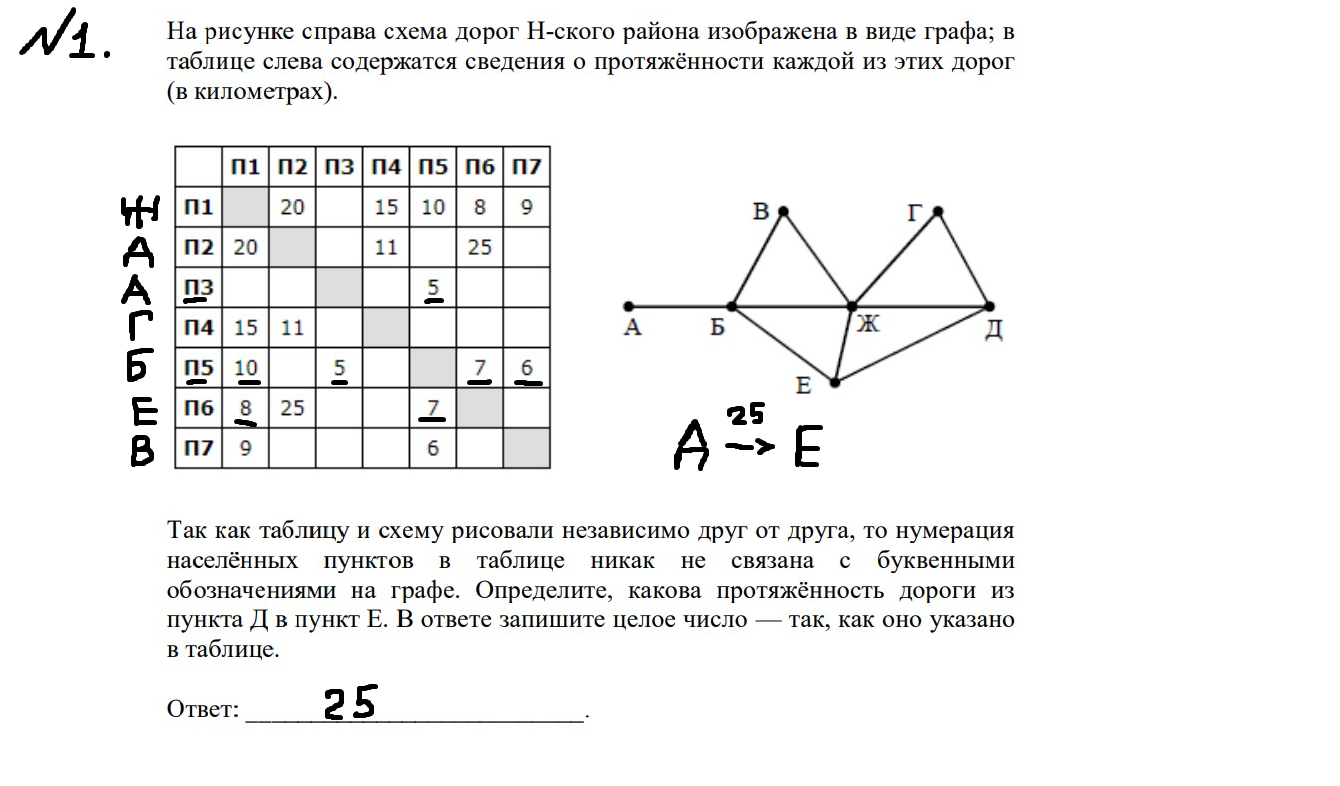 №1.
На рисунке справа схема дорог Н-ского района изображена в виде графа; в
таблице слева содержатся сведения о протяжённости каждой из этих дорог
(в километрах).
П1 П2 П3 П4 П5 П6 П7
Ж П1 20 15 10 8 9
Д П2 20 11 25
А П3 5
Г П4 15 11
Б П5 10 5 7 6
Е П6 8 25 7
В П7 9 6
В Г
А Б Ж Д
Е
25
Д -> Е
Так как таблицу и схему рисовали независимо друг от друга, то нумерация
населённых пунктов в таблице никак не связана с буквенными
обозначениями на графе. Определите, какова протяжённость дороги из
пункта Д в пункт Е. В ответе запишите целое число — так, как оно указано
в таблице.
Ответ: 25.